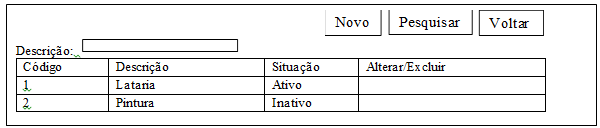 Novo Pesquisar Voltar
Descrição:
Código Descrição Situação Alterar/Excluir
1 Lataria Ativo
2 Pintura Inativo